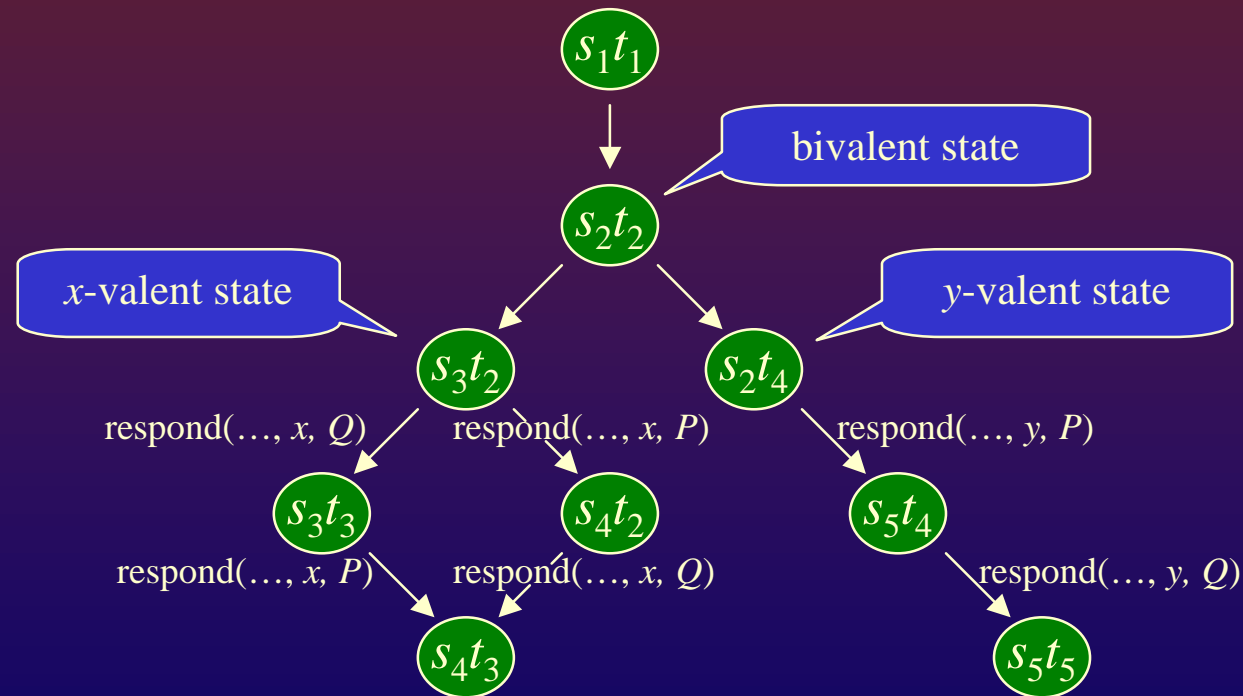 s₁t₁
bivalent state
s₂t₂
x-valent state
y-valent state
s₃t₂
s₂t₄
respond(…, x, Q)
respond(…, x, P)
respond(…, y, P)
s₃t₃
s₄t₂
s₅t₄
respond(…, x, P)
respond(…, x, Q)
respond(…, y, Q)
s₄t₃
s₅t₅